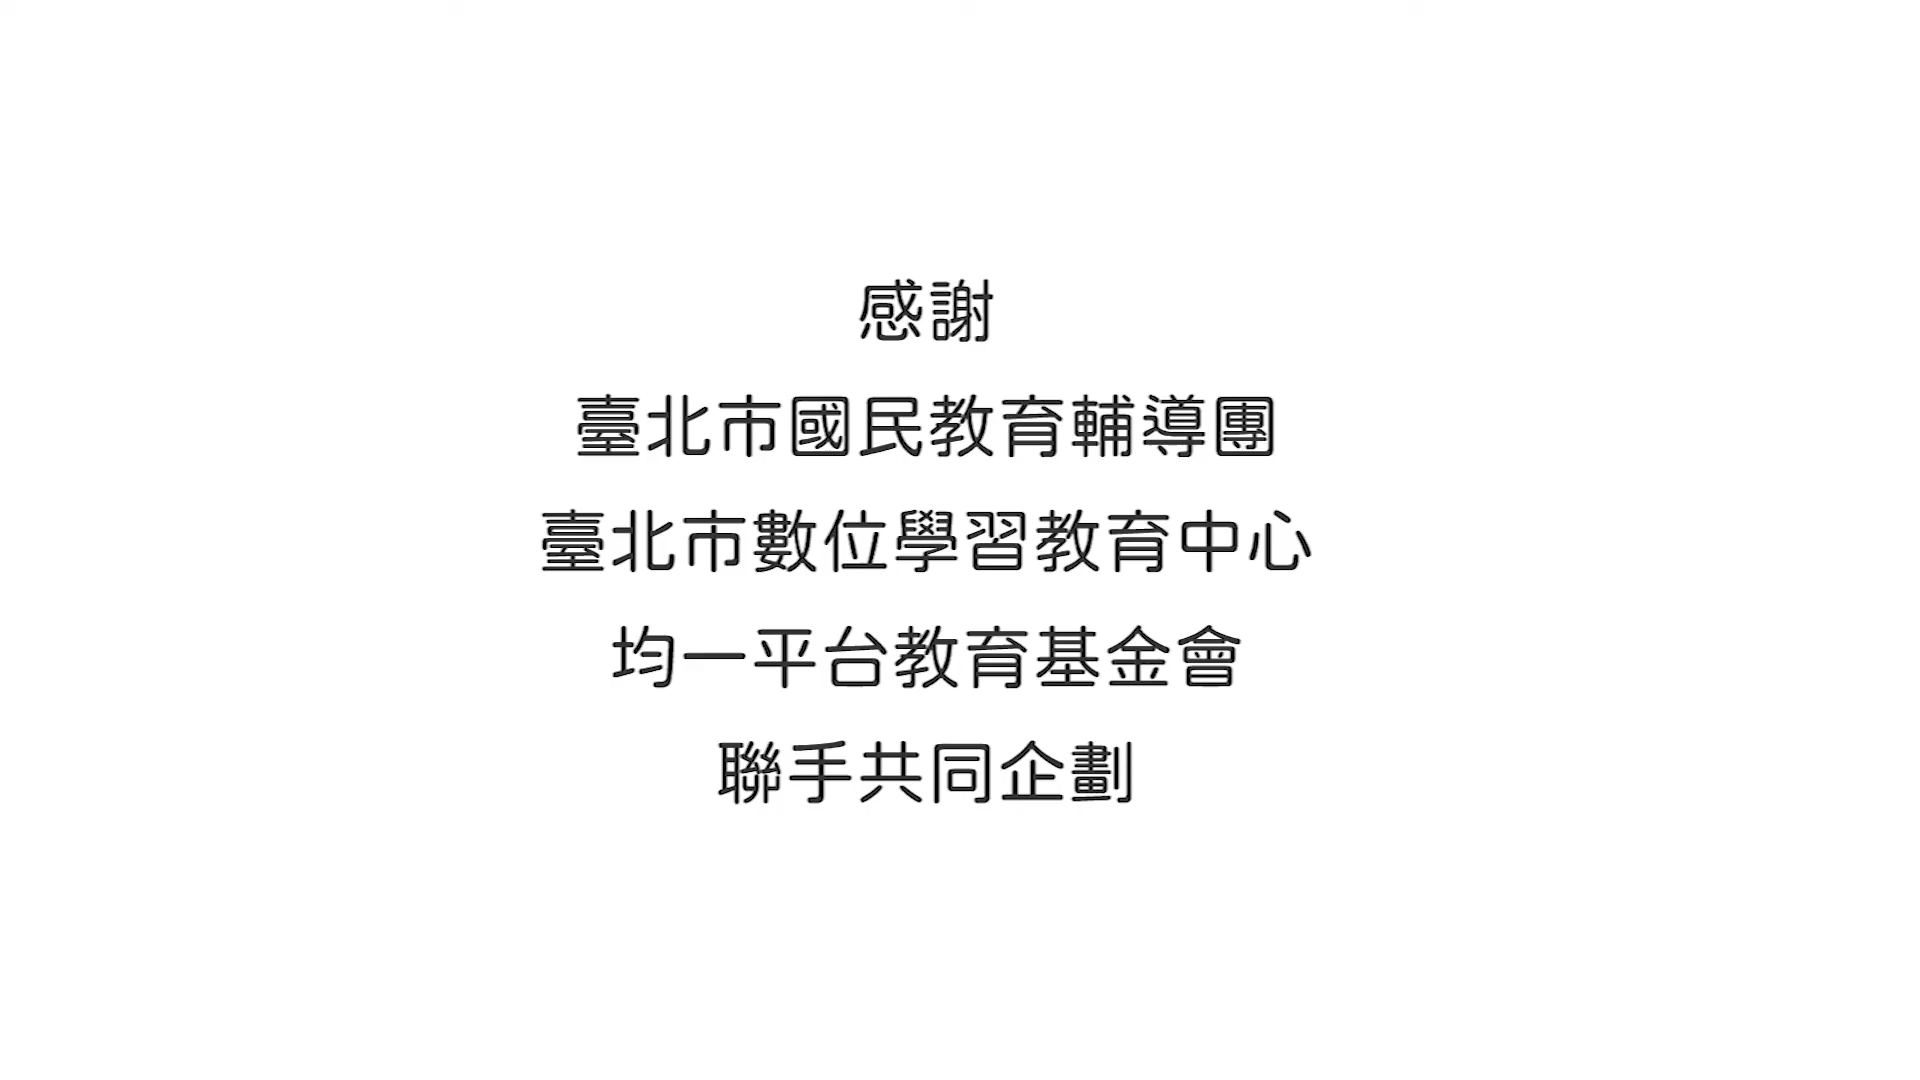 感謝
臺北市國民教育輔導團
臺北市數位學習教育中心
均一平台教育基金會
聯手共同企劃